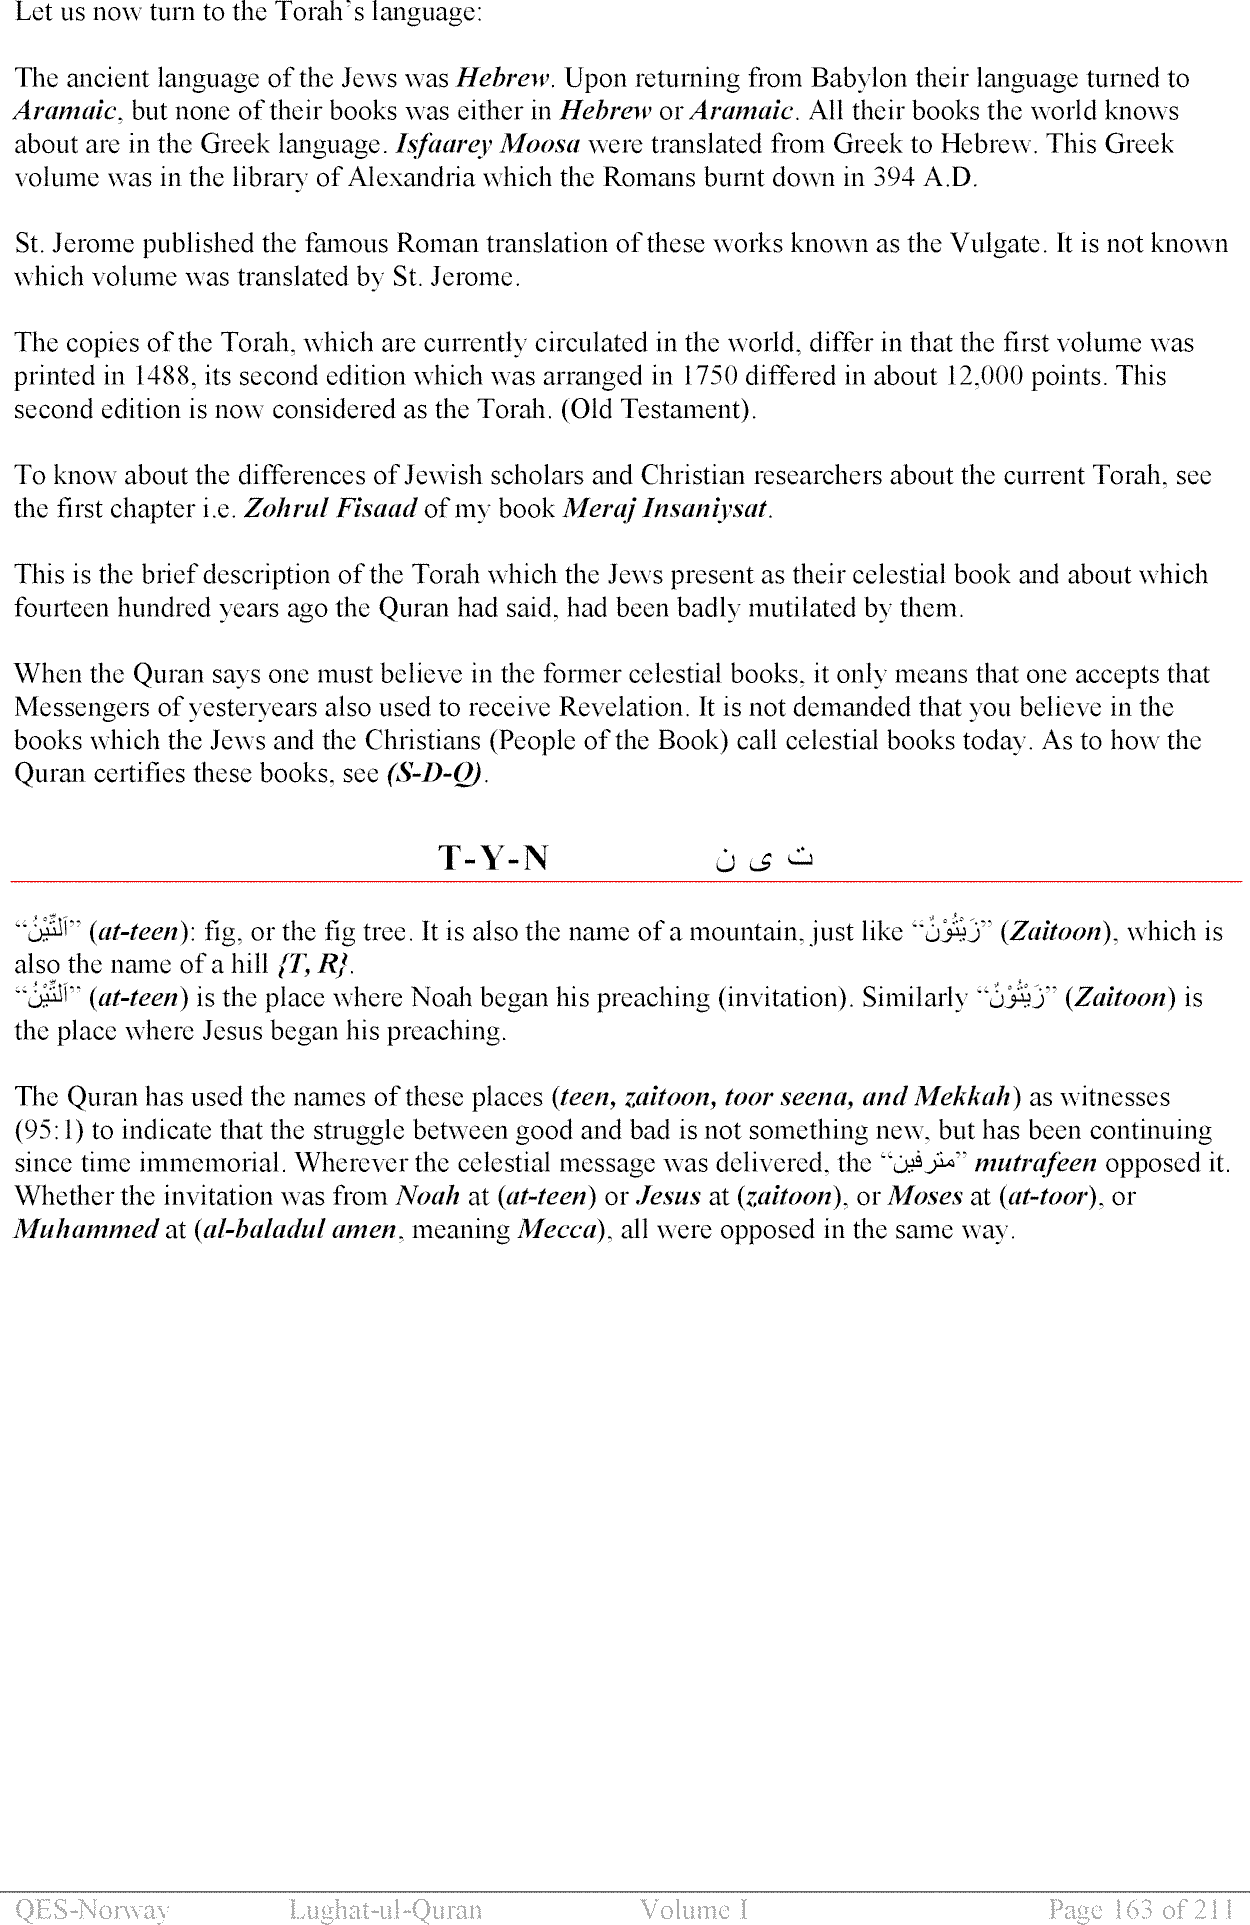 Let us now turn to the Torah's language:
The ancient language of the Jews was Hebrew. Upon returning from Babylon their language turned to
Aramaic, but none of their books was either in Hebrew or Aramaic. All their books the world knows
about are in the Greek language. Isfaarey Moosa were translated from Greek to Hebrew. This Greek
volume was in the library of Alexandria which the Romans burnt down in 394 A.D.
St. Jerome published the famous Roman translation of these works known as the Vulgate. It is not known
which volume was translated by St. Jerome.
The copies of the Torah, which are currently circulated in the world, differ in that the first volume was
printed in 1488, its second edition which was arranged in 1750 differed in about 12,000 points. This
second edition is now considered as the Torah. (Old Testament).
To know about the differences of Jewish scholars and Christian researchers about the current Torah, see
the first chapter i.e. Zohrul Fisaad of my book Meraj Insaniysat.
This is the brief description of the Torah which the Jews present as their celestial book and about which
fourteen hundred years ago the Quran had said, had been badly mutilated by them.
When the Quran says one must believe in the former celestial books, it only means that one accepts that
Messengers of yesteryears also used to receive Revelation. It is not demanded that you believe in the
books which the Jews and the Christians (People of the Book) call celestial books today. As to how the
Quran certifies these books, see (S-D-Q).
T-Y-N ت ی ن
“اَلتِّيْنُ” (at-teen): fig, or the fig tree. It is also the name of a mountain, just like “زَيْتُوْنٌ” (Zaitoon), which is
also the name of a hill {T, R}.
“اَلتِّيْنُ” (at-teen) is the place where Noah began his preaching (invitation). Similarly “زَيْتُوْنٌ” (Zaitoon) is
the place where Jesus began his preaching.
The Quran has used the names of these places (teen, zaitoon, toor seena, and Mekkah) as witnesses
(95:1) to indicate that the struggle between good and bad is not something new, but has been continuing
since time immemorial. Wherever the celestial message was delivered, the “مترفين” mutrafeen opposed it.
Whether the invitation was from Noah at (at-teen) or Jesus at (zaitoon), or Moses at (at-toor), or
Muhammed at (al-baladul amen, meaning Mecca), all were opposed in the same way.
QES-Norway Lughat-ul-Quran Volume I Page 163 of 211